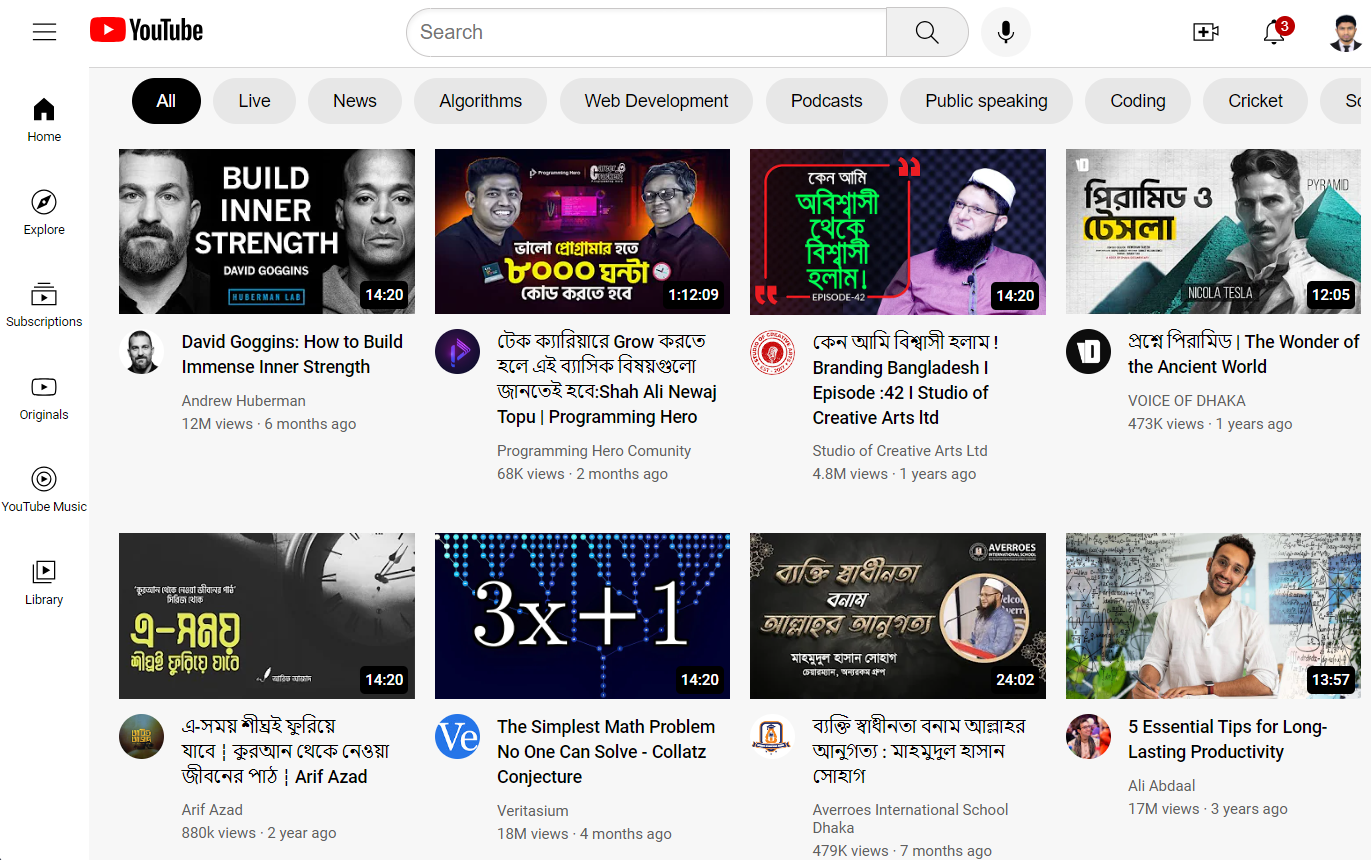 YouTube
Search
3
Home
Explore
Subscriptions
Originals
YouTube Music
Library
All
Live
News
Algorithms
Web Development
Podcasts
Public speaking
Coding
Cricket
BUILD
INNER
STRENGTH
DAVID GOGGINS
HUBERMAN LAB
14:20
David Goggins: How to Build
Immense Inner Strength
Andrew Huberman
12M views · 6 months ago
Programming Hero
ভালো প্রোগ্রামার হতে
৮০০০ ঘন্টা
কোড করতে হবে
1:12:09
টেক ক্যারিয়ারে Grow করতে
হলে এই ব্যাসিক বিষয়গুলো
জানতেই হবে:Shah Ali Newaj
Topu | Programming Hero
Programming Hero Comunity
68K views · 2 months ago
কেন আমি
অবিশ্বাসী
থেকে
বিশ্বাসী
হলাম!
EPISODE-42
14:20
কেন আমি বিশ্বাসী হলাম !
Branding Bangladesh I
Episode :42 I Studio of
Creative Arts ltd
Studio of Creative Arts Ltd
4.8M views · 1 years ago
পিরামিড ও
টেসলা
PYRAMID
NICOLA TESLA
12:05
প্রশ্নে পিরামিড | The Wonder of
the Ancient World
VOICE OF DHAKA
473K views · 1 years ago
'কুরআন থেকে নেওয়া জীবনের পাঠ'
সিরিজ থেকে
এ-সময়
শীঘ্রই ফুরিয়ে যাবে
আরিফ আজাদ
14:20
এ-সময় শীঘ্রই ফুরিয়ে
যাবে ¦ কুরআন থেকে নেওয়া
জীবনের পাঠ ¦ Arif Azad
Arif Azad
880k views · 2 year ago
3x+1
14:20
Ve
The Simplest Math Problem
No One Can Solve - Collatz
Conjecture
Veritasium
18M views · 4 months ago
AVERROES
INTERNATIONAL SCHOOL
ব্যক্তি স্বাধীনতা
বনাম
আল্লাহর আনুগত্য
মাহমুদুল হাসান সোহাগ
চেয়ারম্যান, অন্যরকম গ্রুপ
24:02
ব্যক্তি স্বাধীনতা বনাম আল্লাহর
আনুগত্য : মাহমুদুল হাসান
সোহাগ
Averroes International School
Dhaka
479K views · 7 months ago
13:57
5 Essential Tips for Long-
Lasting Productivity
Ali Abdaal
17M views · 3 years ago